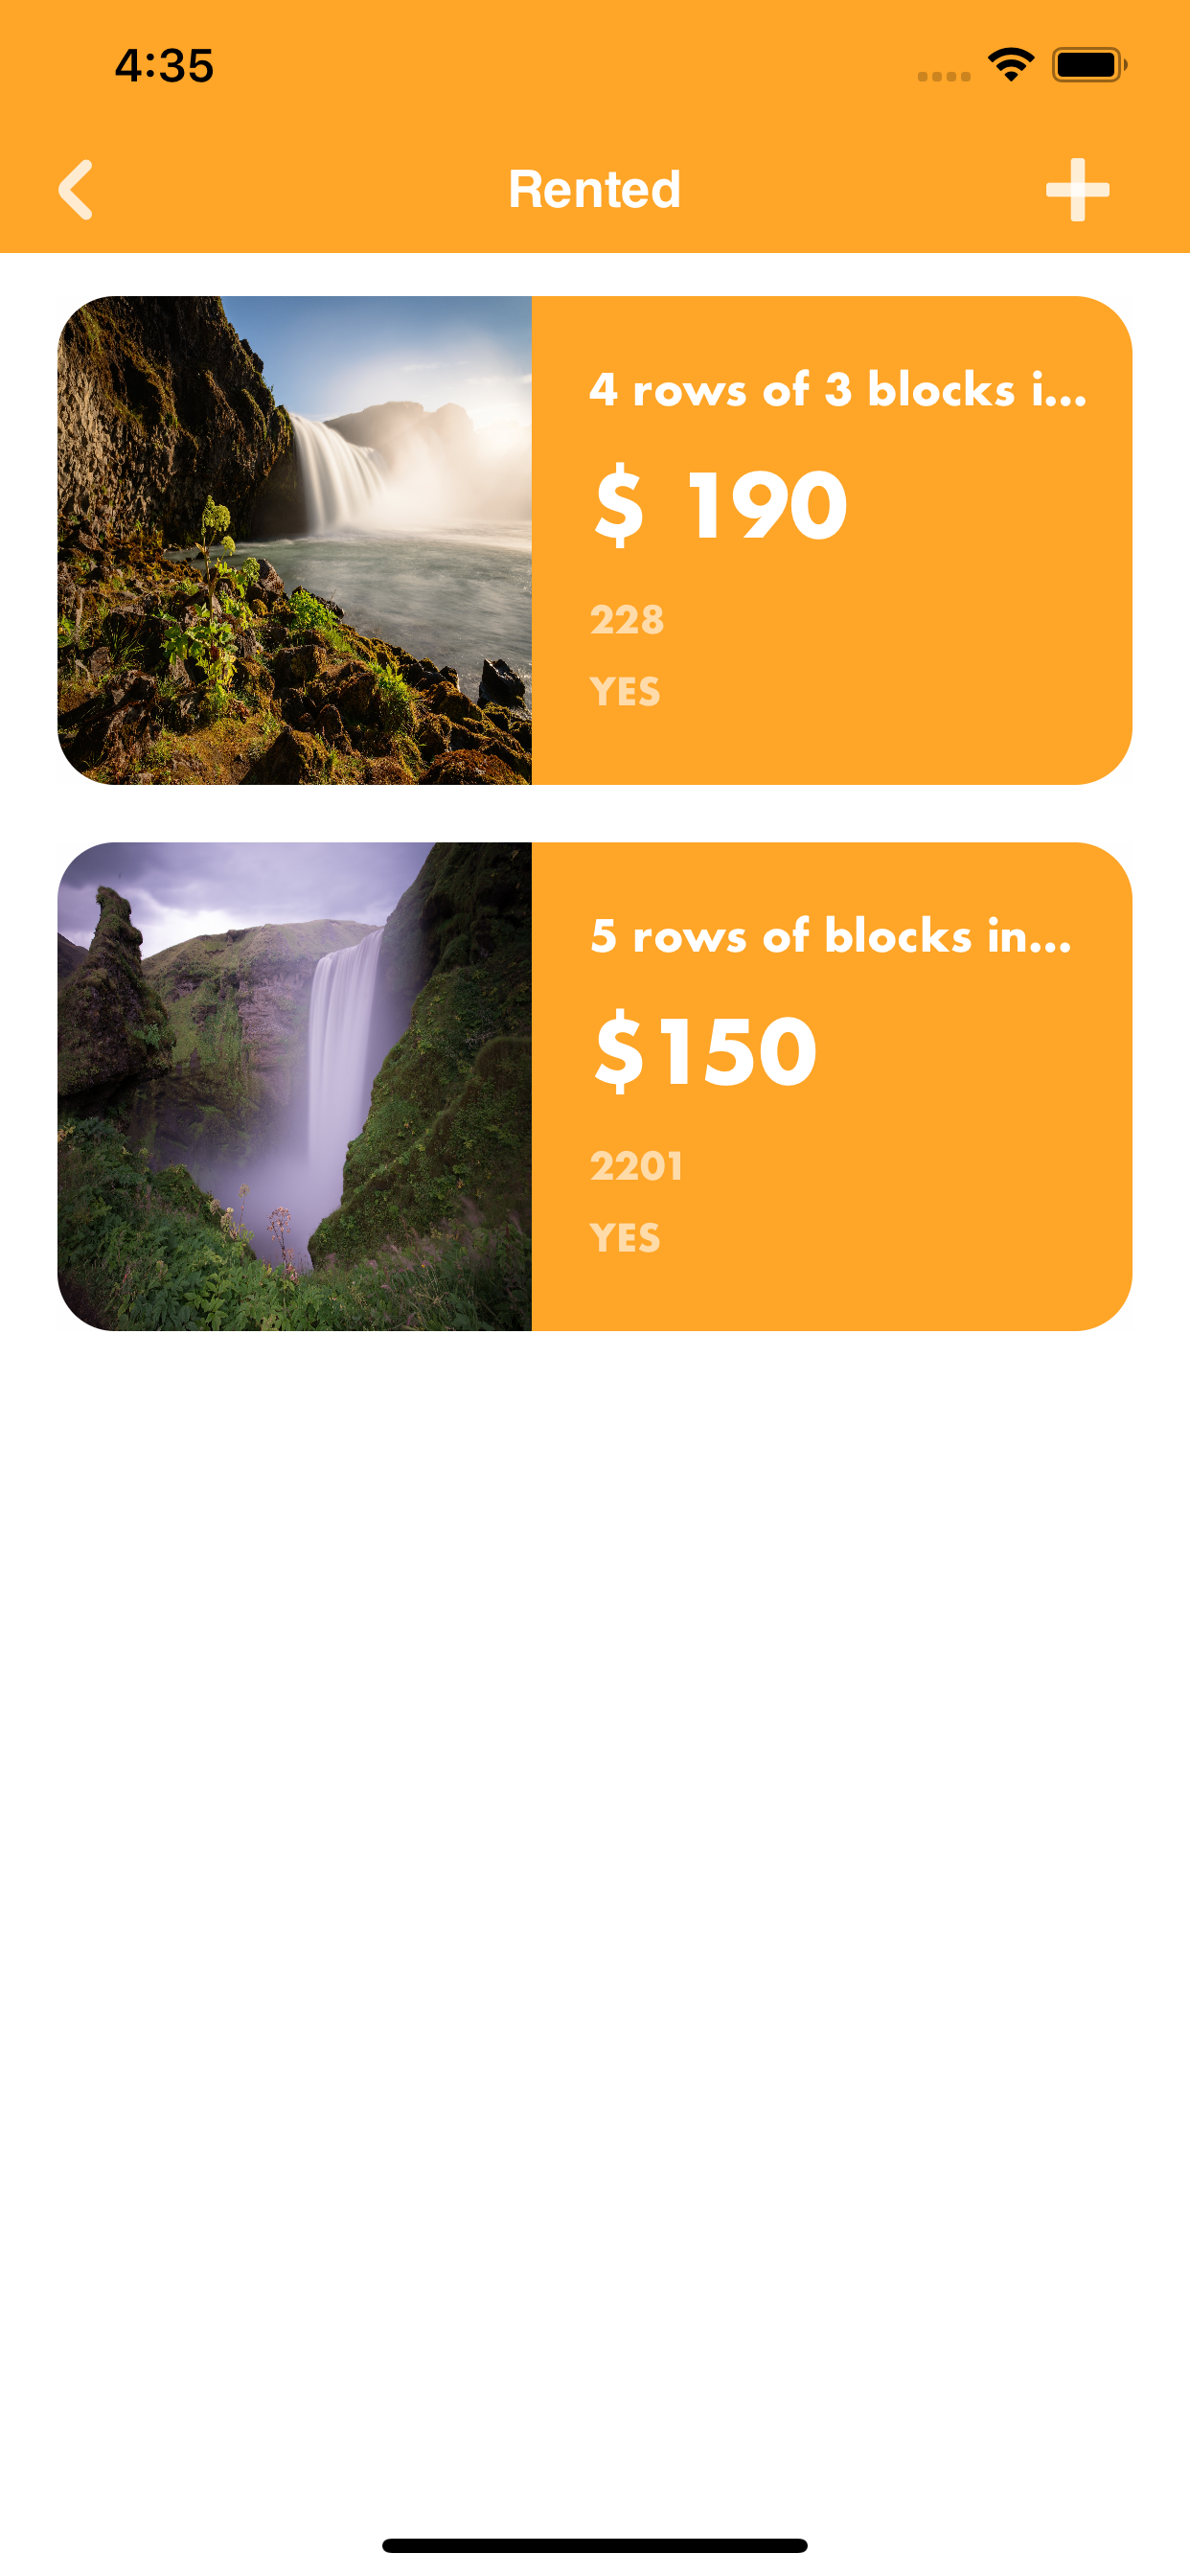 4:35
Rented
4 rows of 3 blocks i...
$ 190
228
YES
5 rows of blocks in...
$150
2201
YES